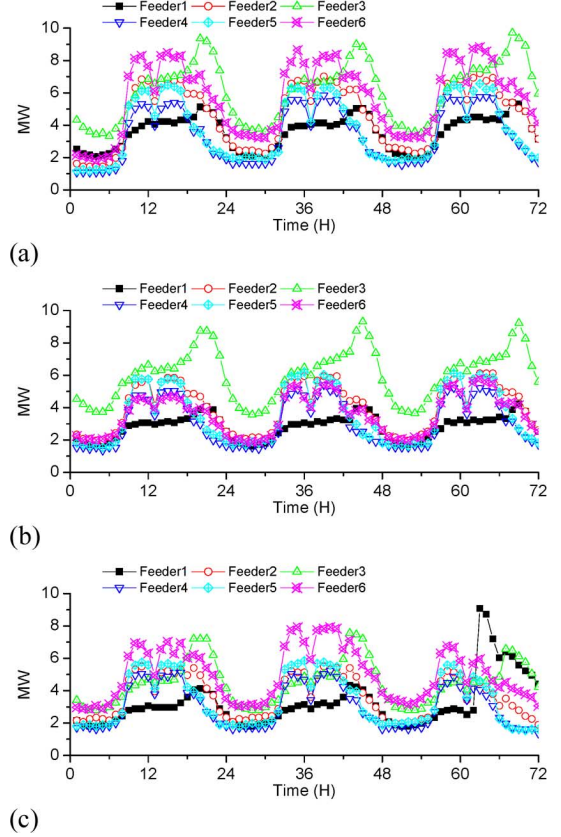 Feeder1 Feeder2 Feeder3
Feeder4 Feeder5 Feeder6
10
8
6
4
2
0
MW
0 12 24 36 48 60 72
Time (H)
(a)
Feeder1 Feeder2 Feeder3
Feeder4 Feeder5 Feeder6
10
8
6
4
2
0
MW
0 12 24 36 48 60 72
Time (H)
(b)
Feeder1 Feeder2 Feeder3
Feeder4 Feeder5 Feeder6
10
8
6
4
2
0
MW
0 12 24 36 48 60 72
Time (H)
(c)